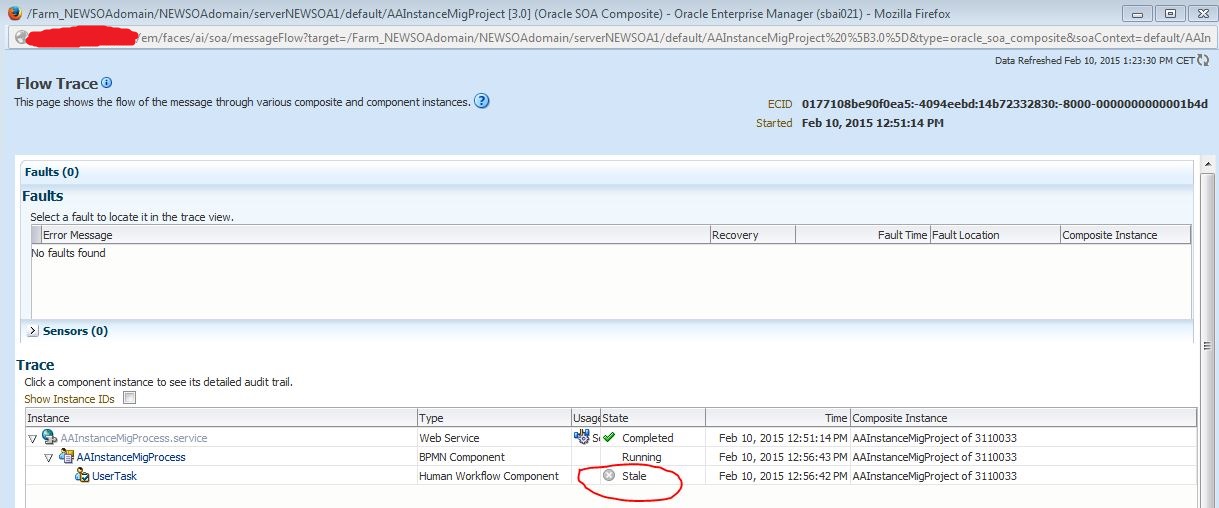 /Farm_NEWSOAdomain/NEWSOAdomain/serverNEWSOA1/default/AAInstanceMigProject [3.0] (Oracle SOA Composite) - Oracle Enterprise Manager (sbai021) - Mozilla Firefox
/em/faces/ai/soa/messageFlow?target=/Farm_NEWSOAdomain/NEWSOAdomain/serverNEWSOA1/default/AAInstanceMigProject%20%5B3.0%5D&type=oracle_soa_composite&soaContext=default/AAIn
Data Refreshed Feb 10, 2015 1:23:30 PM CET
Flow Trace
This page shows the flow of the message through various composite and component instances.
ECID 0177108be90f0ea5:-4094eebd:14b72332830:-8000-0000000000001b4d
Started Feb 10, 2015 12:51:14 PM
Faults (0)
Faults
Select a fault to locate it in the trace view.
Error Message Recovery Fault Time Fault Location Composite Instance
No faults found
Sensors (0)
Trace
Click a component instance to see its detailed audit trail.
Show Instance IDs
Instance Type Usage State Time Composite Instance
AAInstanceMigProcess.service Web Service Se Completed Feb 10, 2015 12:51:14 PM AAInstanceMigProject of 3110033
AAInstanceMigProcess BPMN Component Running Feb 10, 2015 12:56:43 PM AAInstanceMigProject of 3110033
UserTask Human Workflow Component Stale Feb 10, 2015 12:56:42 PM AAInstanceMigProject of 3110033